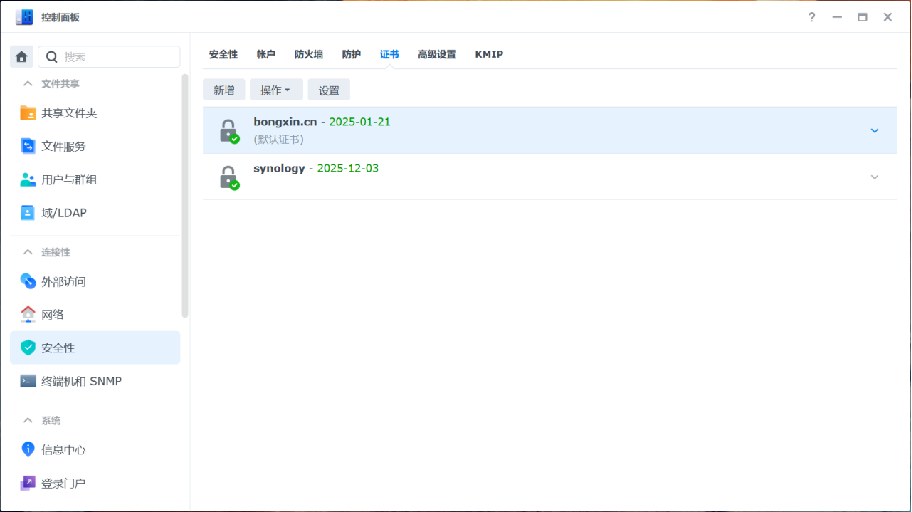 控制面板
搜索
文件共享
共享文件夹
文件服务
用户与群组
域/LDAP
连接性
外部访问
网络
安全性
终端机和 SNMP
系统
信息中心
登录门户
安全性 帐户 防火墙 防护 证书 高级设置 KMIP
新增 操作 设置
bongxin.cn - 2025-01-21
(默认证书)
synology - 2025-12-03